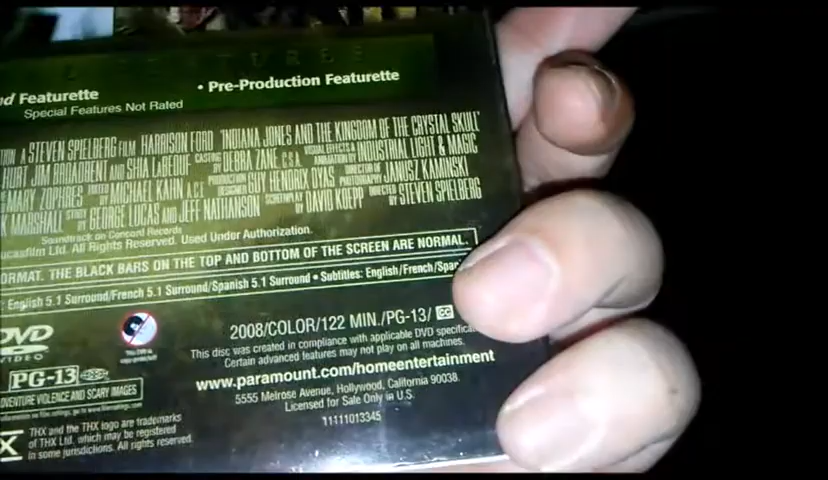 FEATURES
d Featurette • Pre-Production Featurette
Special Features Not Rated
A STEVEN SPIELBERG FILM HARRISON FORD 'INDIANA JONES AND THE KINGDOM OF THE CRYSTAL SKULL'
HURT JIM BROADBENT AND SHIA LABEOUF CASTING BY DEBRA ZANE C.S.A. VISUAL EFFECTS & ANIMATION BY INDUSTRIAL LIGHT & MAGIC
MARY ZOPHRES EDITED BY MICHAEL KAHN A.C.E. PRODUCTION DESIGNER GUY HENDRIX DYAS DIRECTOR OF PHOTOGRAPHY JANUSZ KAMINSKI
K MARSHALL STORY BY GEORGE LUCAS AND JEFF NATHANSON SCREENPLAY BY DAVID KOEPP DIRECTED BY STEVEN SPIELBERG
Soundtrack on Concord Records
ucasfilm Ltd. All Rights Reserved. Used Under Authorization.
ORMAT. THE BLACK BARS ON THE TOP AND BOTTOM OF THE SCREEN ARE NORMAL.
: English 5.1 Surround/French 5.1 Surround/Spanish 5.1 Surround • Subtitles: English/French/Spa
DVD
VIDEO
2008/COLOR/122 MIN./PG-13/ CC
This disc was created in compliance with applicable DVD specific
Certain advanced features may not play on all machines.
PG-13
www.paramount.com/homeentertainment
DVENTURE VIOLENCE AND SCARY IMAGES
5555 Melrose Avenue, Hollywood, California 90038.
Licensed for Sale Only in U.S.
11111013345
X THX and the THX logo are trademarks
of THX Ltd. which may be registered
in some jurisdictions. All rights reserved.